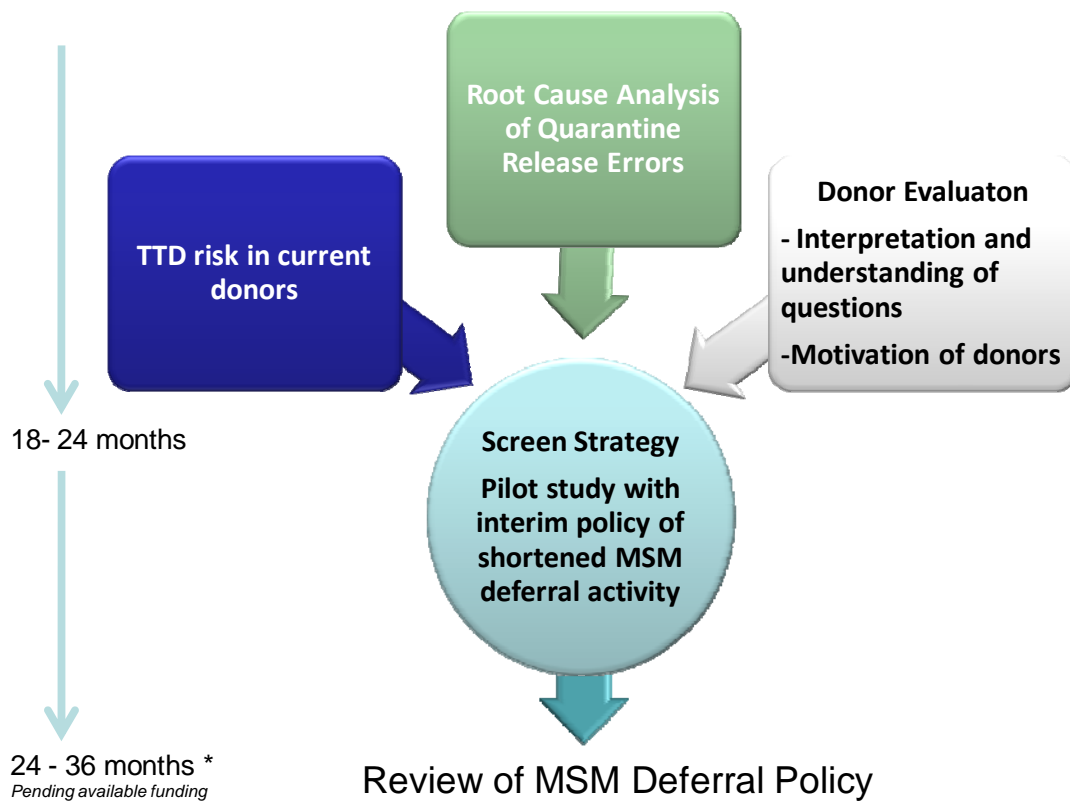 Root Cause Analysis
of Quarantine
Release Errors
TTD risk in current
donors
Donor Evaluaton
- Interpretation and
understanding of
questions
-Motivation of donors
18- 24 months
Screen Strategy
Pilot study with
interim policy of
shortened MSM
deferral activity
24 - 36 months *
Pending available funding
Review of MSM Deferral Policy